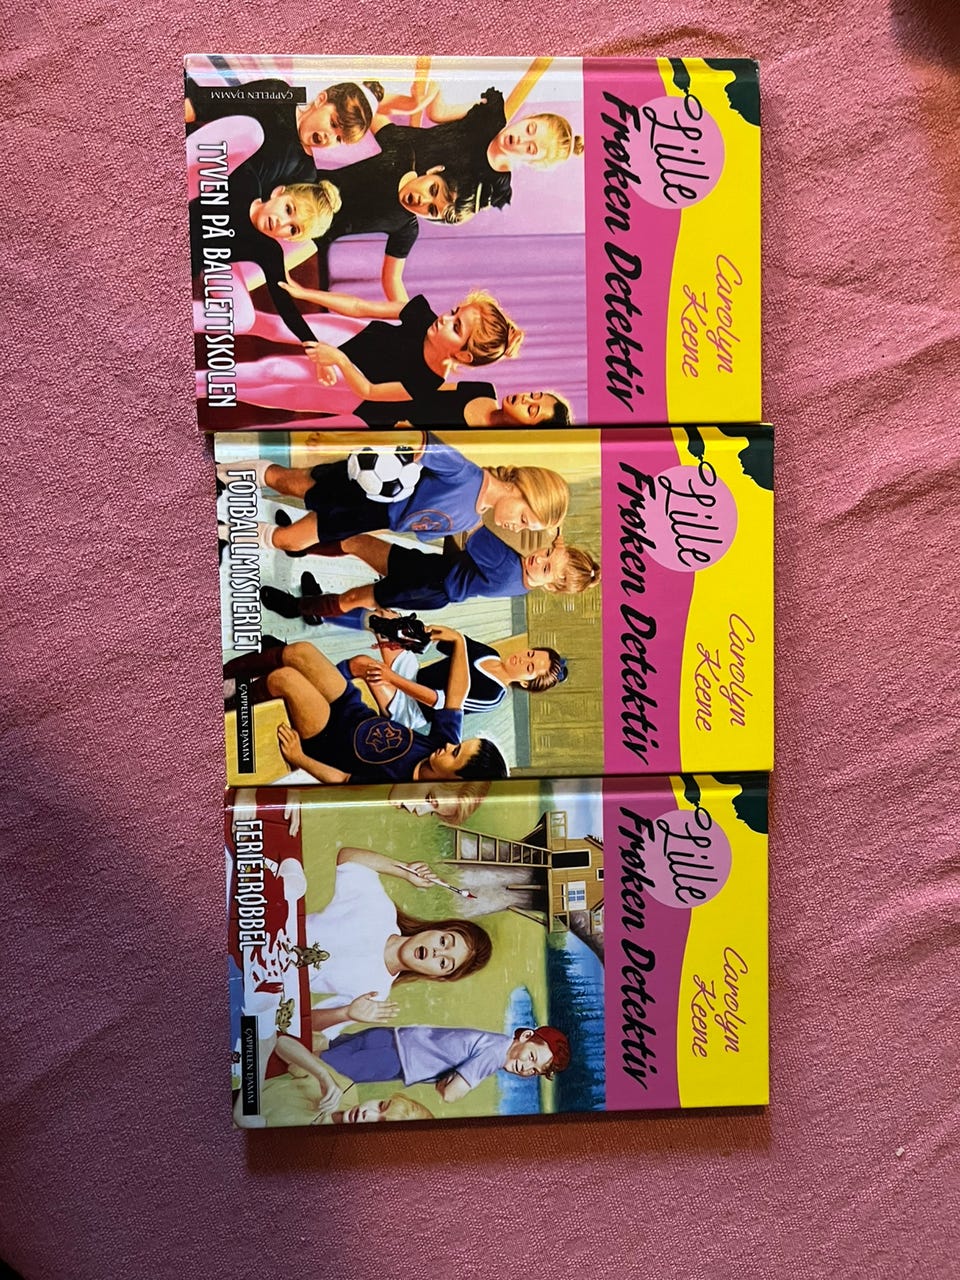 Carolyn
Keene
Lille
Frøken Detektiv
TYVEN PÅ BALLETTSKOLEN
CAPPELEN DAMM
Carolyn
Keene
Lille
Frøken Detektiv
FOTBALLMYSTERIET
CAPPELEN DAMM
Carolyn
Keene
Lille
Frøken Detektiv
FERIETRØBBEL
CAPPELEN DAMM